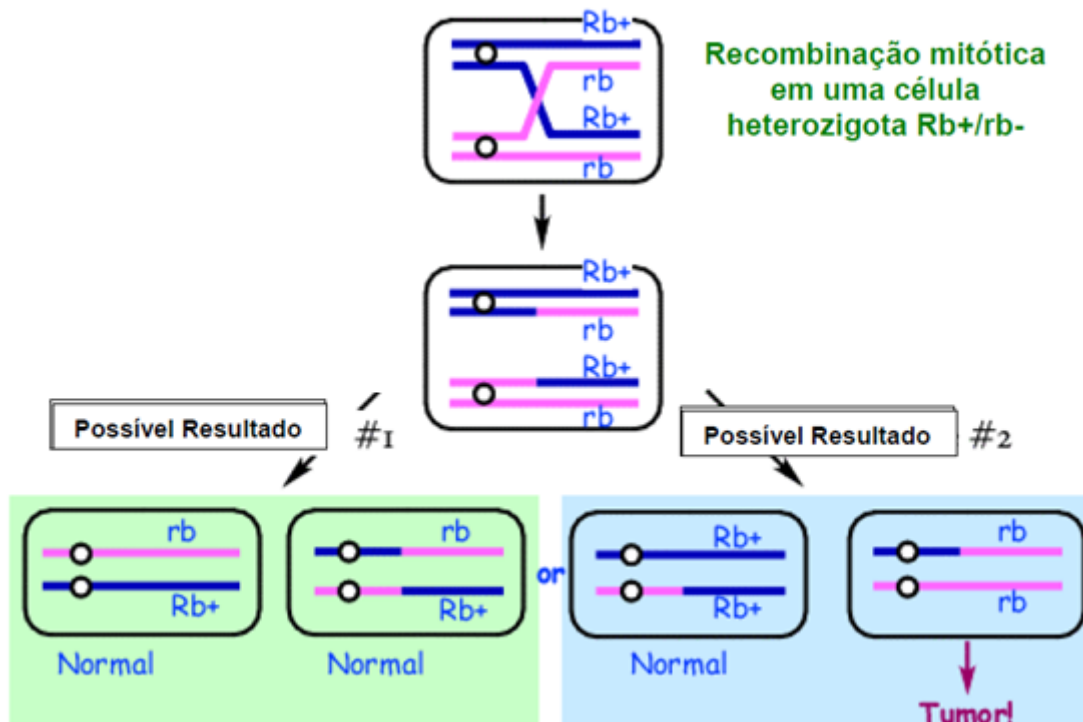 Rb+
rb
Rb+
rb
Recombinação mitótica
em uma célula
heterozigota Rb+/rb-
Rb+
rb
Rb+
rb
Possível Resultado #1
Possível Resultado #2
rb
Rb+
Normal
rb
Rb+
Normal
or
Rb+
Rb+
Normal
rb
rb
Tumor!